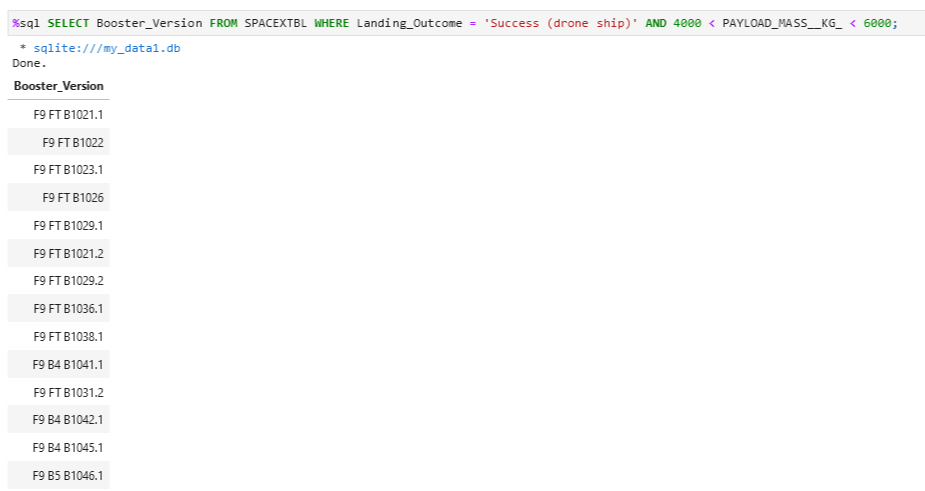 %sql SELECT Booster_Version FROM SPACEXTBL WHERE Landing_Outcome = 'Success (drone ship)' AND 4000 < PAYLOAD_MASS__KG_ < 6000;
* sqlite:///my_data1.db
Done.
Booster_Version
F9 FT B1021.1
F9 FT B1022
F9 FT B1023.1
F9 FT B1026
F9 FT B1029.1
F9 FT B1021.2
F9 FT B1029.2
F9 FT B1036.1
F9 FT B1038.1
F9 B4 B1041.1
F9 FT B1031.2
F9 B4 B1042.1
F9 B4 B1045.1
F9 B5 B1046.1